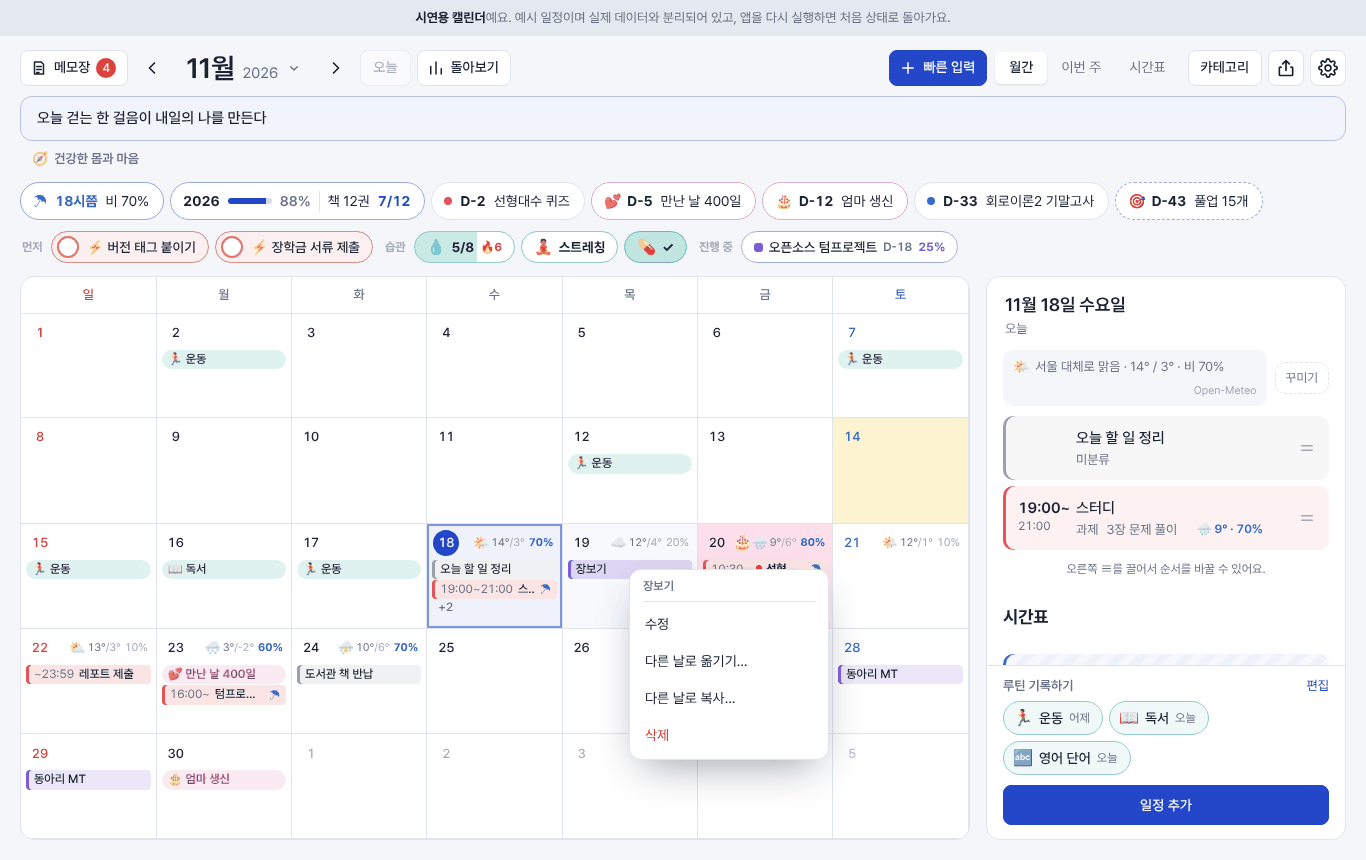 시연용 캘린더예요. 예시 일정이며 실제 데이터와 분리되어 있고, 앱을 다시 실행하면 처음 상태로 돌아가요.
메모장 4 11월 2026 오늘 돌아보기 빠른 입력 월간 이번 주 시간표 카테고리
오늘 걷는 한 걸음이 내일의 나를 만든다
건강한 몸과 마음
18시쯤 비 70% 2026 88% 책 12권 7/12 D-2 선형대수 퀴즈 D-5 만난 날 400일 D-12 엄마 생신 D-33 회로이론2 기말고사 D-43 풀업 15개
먼저 버전 태그 붙이기 장학금 서류 제출 습관 5/8 6 스트레칭 진행 중 오픈소스 텀프로젝트 D-18 25%
일 월 화 수 목 금 토
1 2 3 4 5 6 7
운동 운동
8 9 10 11 12 13 14
운동
15 16 17 18 14°/3° 70% 19 12°/4° 20% 20 9°/6° 80% 21 12°/1° 10%
운동 독서 운동 오늘 할 일 정리 장보기
19:00~21:00 스..
+2
22 13°/3° 10% 23 3°/-2° 60% 24 10°/6° 70% 25 26 28
~23:59 레포트 제출 만난 날 400일 도서관 책 반납 동아리 MT
16:00~ 텀프로...
29 30 1 2 3 5
동아리 MT 엄마 생신
장보기
수정
다른 날로 옮기기...
다른 날로 복사...
삭제
11월 18일 수요일
오늘
서울 대체로 맑음 · 14° / 3° · 비 70%
Open-Meteo
꾸미기
오늘 할 일 정리
미분류
19:00~ 스터디
21:00 과제 3장 문제 풀이 9° · 70%
오른쪽 ≡를 끌어서 순서를 바꿀 수 있어요.
시간표
루틴 기록하기 편집
운동 어제 독서 오늘
abc 영어 단어 오늘
일정 추가